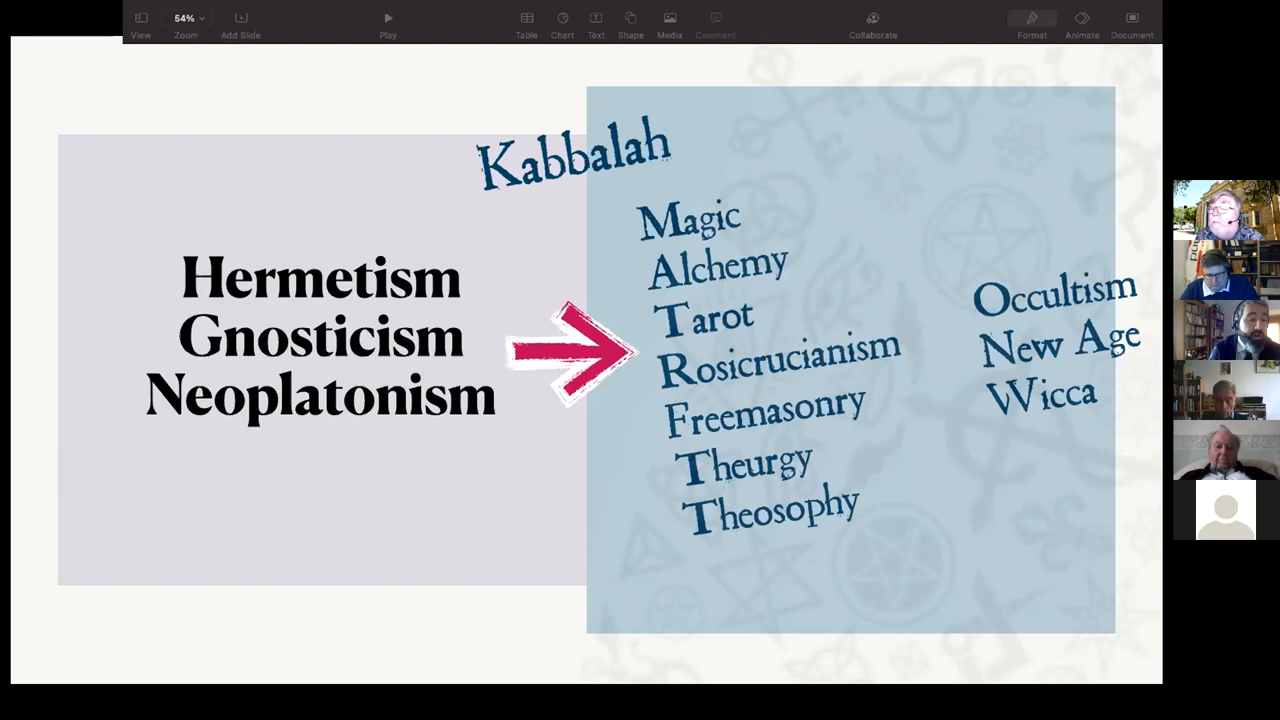 View
54%
Zoom
Add Slide
Play
Table
Chart
Text
Shape
Media
Comment
Collaborate
Format
Animate
Document
Kabbalah
Hermetism
Gnosticism
Neoplatonism
Magic
Alchemy
Tarot
Rosicrucianism
Freemasonry
Theurgy
Theosophy
Occultism
New Age
Wicca